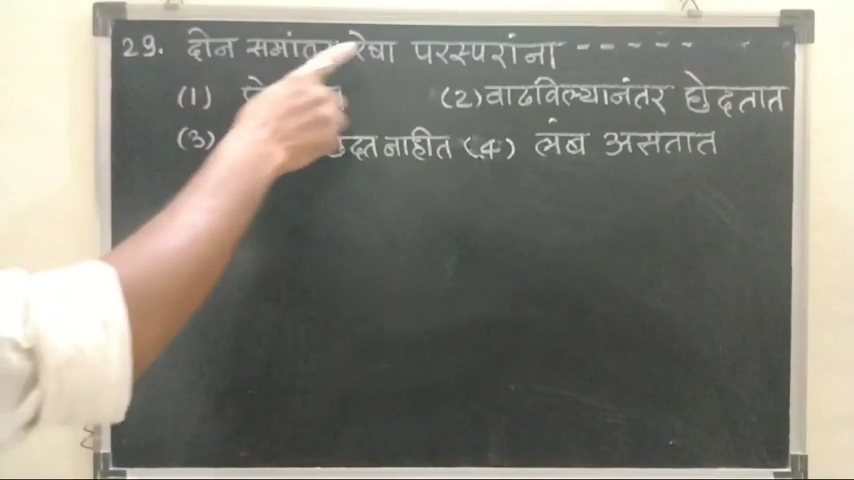 29. दोन समांतर रेषा परस्परांना ------
(1) (2) वाढविल्यानंतर छेदतात
(3) छेदत नाहीत (4) लंब असतात